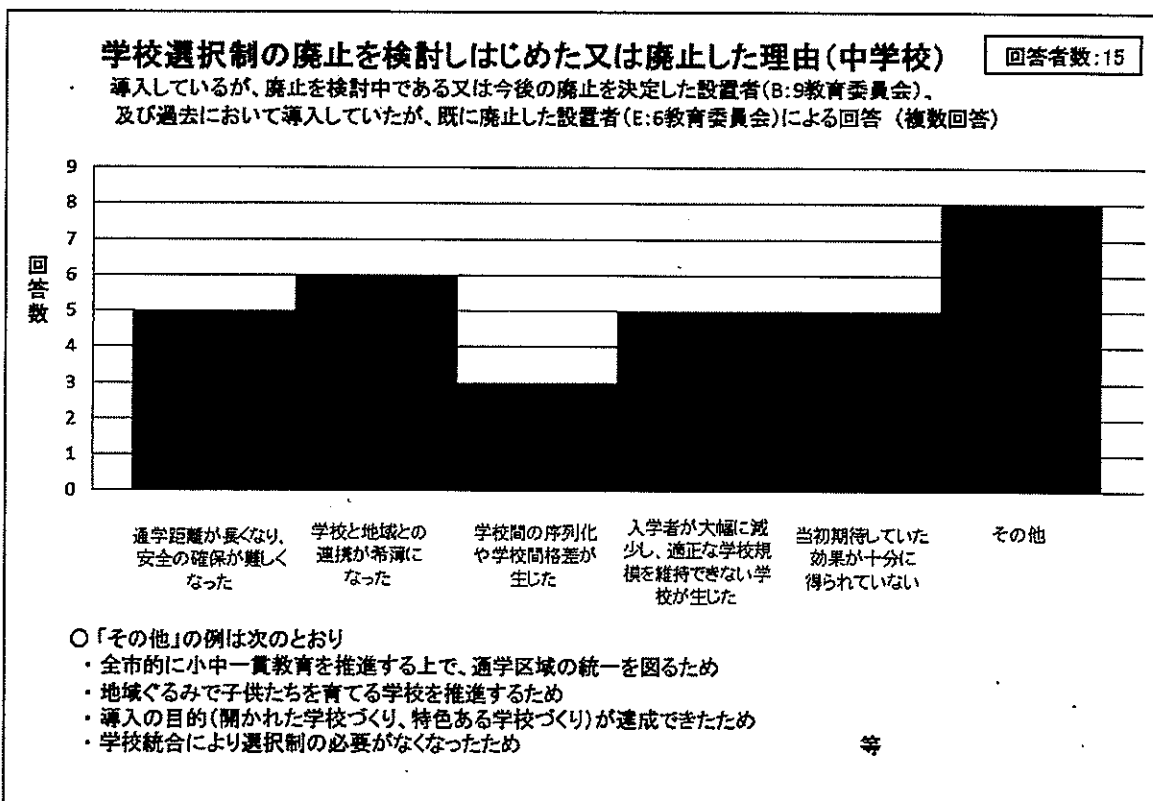 学校選択制の廃止を検討しはじめた又は廃止した理由(中学校)
回答者数:15
導入しているが、廃止を検討中である又は今後の廃止を決定した設置者(B:9教育委員会)、
及び過去において導入していたが、既に廃止した設置者(E:6教育委員会)による回答 (複数回答)
9
8
7
6
5
4
3
2
1
0
回答数
通学距離が長くなり、
安全の確保が難しく
なった
学校と地域との
連携が希薄に
なった
学校間の序列化
や学校間格差が
生じた
入学者が大幅に減
少し、適正な学校規
模を維持できない学
校が生じた
当初期待していた
効果が十分に
得られていない
その他
○「その他」の例は次のとおり
・全市的に小中一貫教育を推進する上で、通学区域の統一を図るため
・地域ぐるみで子供たちを育てる学校を推進するため
・導入の目的(開かれた学校づくり、特色ある学校づくり)が達成できたため
・学校統合により選択制の必要がなくなったため 等